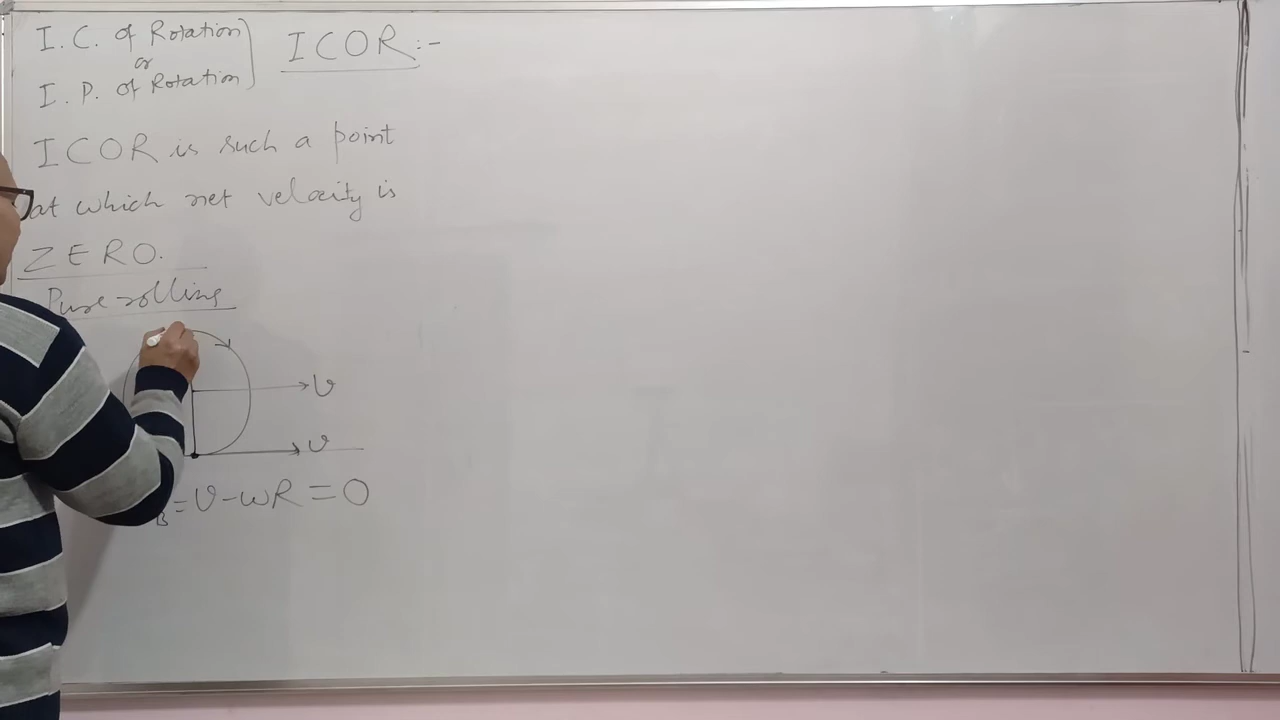 I. C. of Rotation
or
I. P. of Rotation
ICOR :-
ICOR is such a point
at which net velocity is
ZERO.
Pure rolling
v
v
B = v - ωR = 0